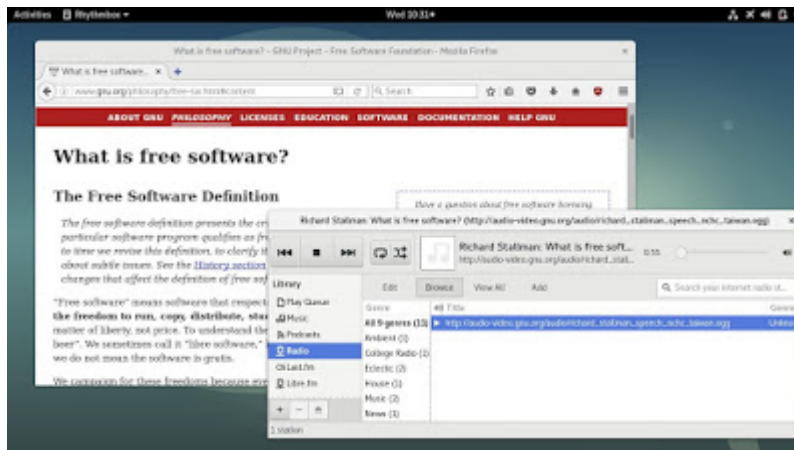 Activities Rhythmbox
Wed 10:31
What is free software? - GNU Project - Free Software Foundation - Mozilla Firefox
What is free software...
www.gnu.org/philosophy/free-sw.html#content
Search
ABOUT GNU PHILOSOPHY LICENSES EDUCATION SOFTWARE DOCUMENTATION HELP GNU
What is free software?
The Free Software Definition
Have a question about free software licensing
The free software definition presents the cri
particular software program qualifies as fre
to time we revise this definition, to clarify it
about subtle issues. See the History section
changes that affect the definition of free sof
"Free software" means software that respect
the freedom to run, copy, distribute, stu
matter of liberty, not price. To understand the
beer". We sometimes call it "libre software,"
we do not mean the software is gratis.
We campaign for these freedoms because eve
Richard Stallman: What is free software? (http://audio-video.gnu.org/audio/richard_stallman_speech_nchc_taiwan.ogg)
Richard Stallman: What is free soft...
http://audio-video.gnu.org/audio/richard_stall...
0:55
Library
Edit Browse View All Add
Search your internet radio st...
Play Queue
Music
Podcasts
Radio
Last.fm
Libre.fm
Genre
All 9 genres (13)
Ambient (1)
College Radio (1)
Eclectic (2)
House (1)
Music (2)
News (1)
Title
Genre
http://audio-video.gnu.org/audio/richard_stallman_speech_nchc_taiwan.ogg
Unkno
1 station